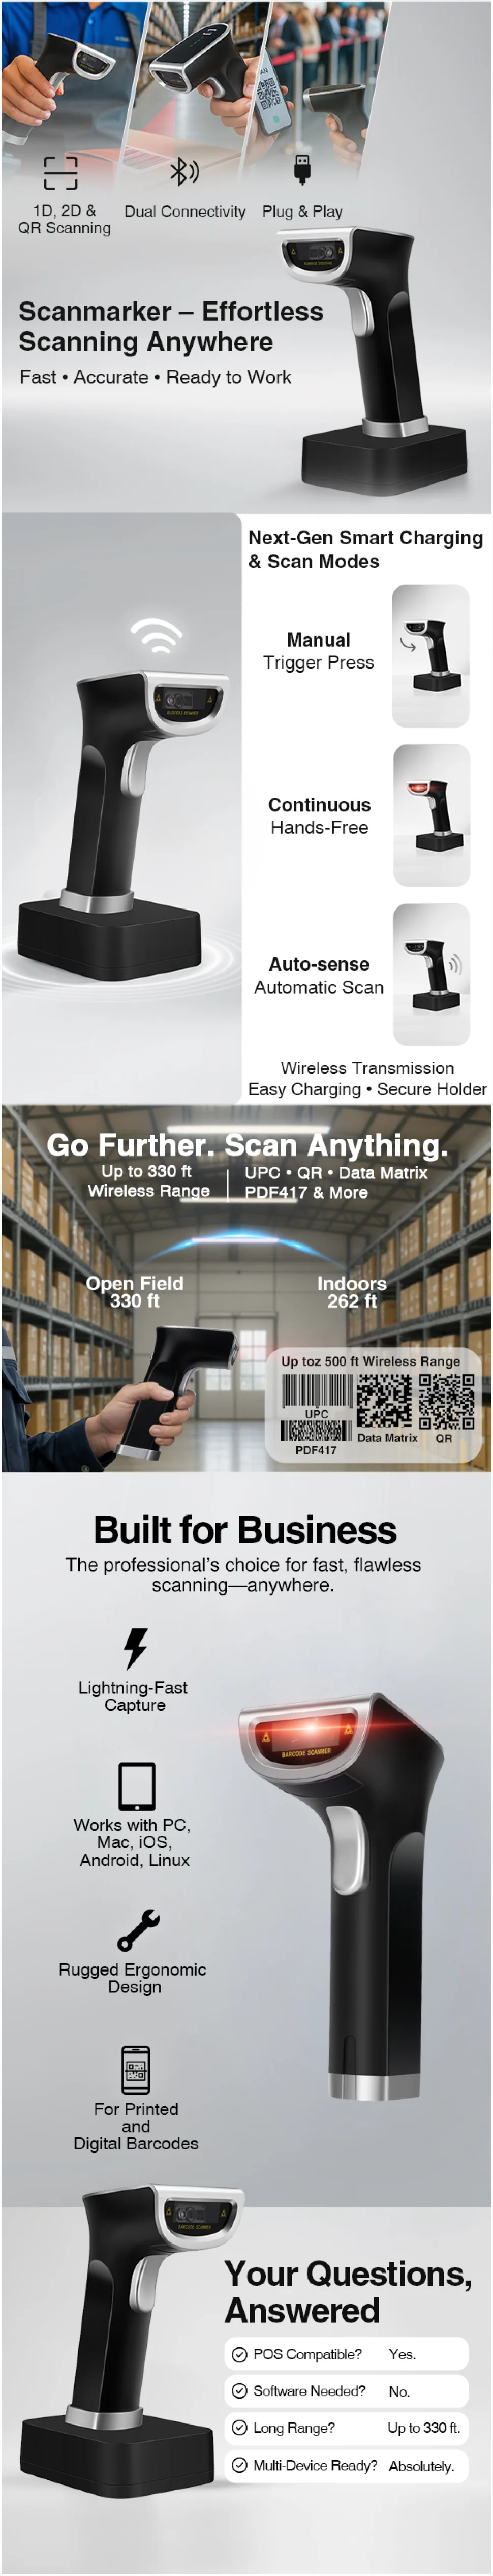 1D, 2D &
QR Scanning
Dual Connectivity
Plug & Play
Scanmarker – Effortless
Scanning Anywhere
Fast • Accurate • Ready to Work
Next-Gen Smart Charging
& Scan Modes
BARCODE SCANNER
Manual
Trigger Press
Continuous
Hands-Free
Auto-sense
Automatic Scan
Wireless Transmission
Easy Charging • Secure Holder
Go Further. Scan Anything.
Up to 330 ft
Wireless Range
UPC • QR • Data Matrix
PDF417 & More
Open Field
330 ft
Indoors
262 ft
Up toz 500 ft Wireless Range
UPC
PDF417
Data Matrix
QR
Built for Business
The professional's choice for fast, flawless
scanning—anywhere.
Lightning-Fast
Capture
BARCODE SCANNER
Works with PC,
Mac, iOS,
Android, Linux
Rugged Ergonomic
Design
For Printed
and
Digital Barcodes
BARCODE SCANNER
Your Questions,
Answered
POS Compatible? Yes.
Software Needed? No.
Long Range? Up to 330 ft.
Multi-Device Ready? Absolutely.